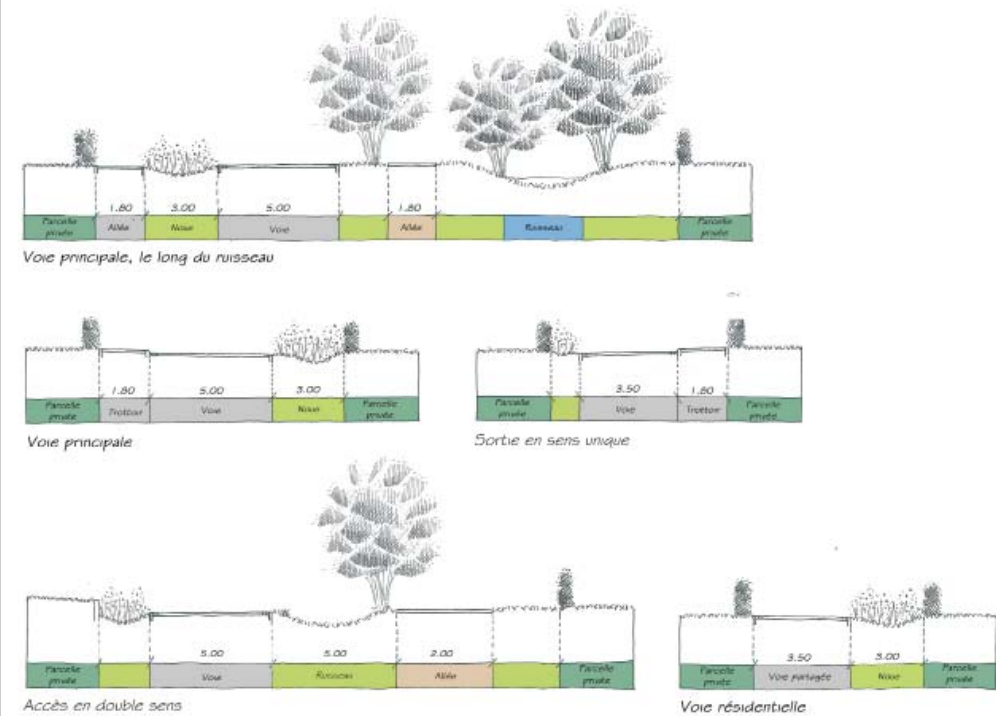 1.80 3.00 5.00 1.80
Parcelle privée Allée Noue Voie Allée Ruisseau Parcelle privée
Voie principale, le long du ruisseau
1.80 5.00 3.00
Parcelle privée Trottoir Voie Noue Parcelle privée
Voie principale
3.50 1.80
Parcelle privée Voie Trottoir Parcelle privée
Sortie en sens unique
5.00 5.00 2.00
Parcelle privée Voie Ruisseau Allée Parcelle privée
Accès en double sens
3.50 3.00
Parcelle privée Voie partagée Noue Parcelle privée
Voie résidentielle